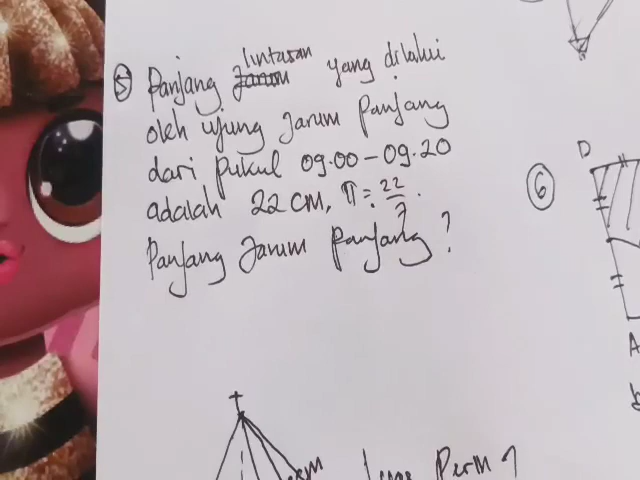 5 Panjang lintasan yang dilalui
oleh ujung Jarum Panjang
dari pukul 09.00 – 09.20
adalah 22 cm, π = 22/7.
Panjang Jarum panjang ?
6
D
A
b
t
Perm ?